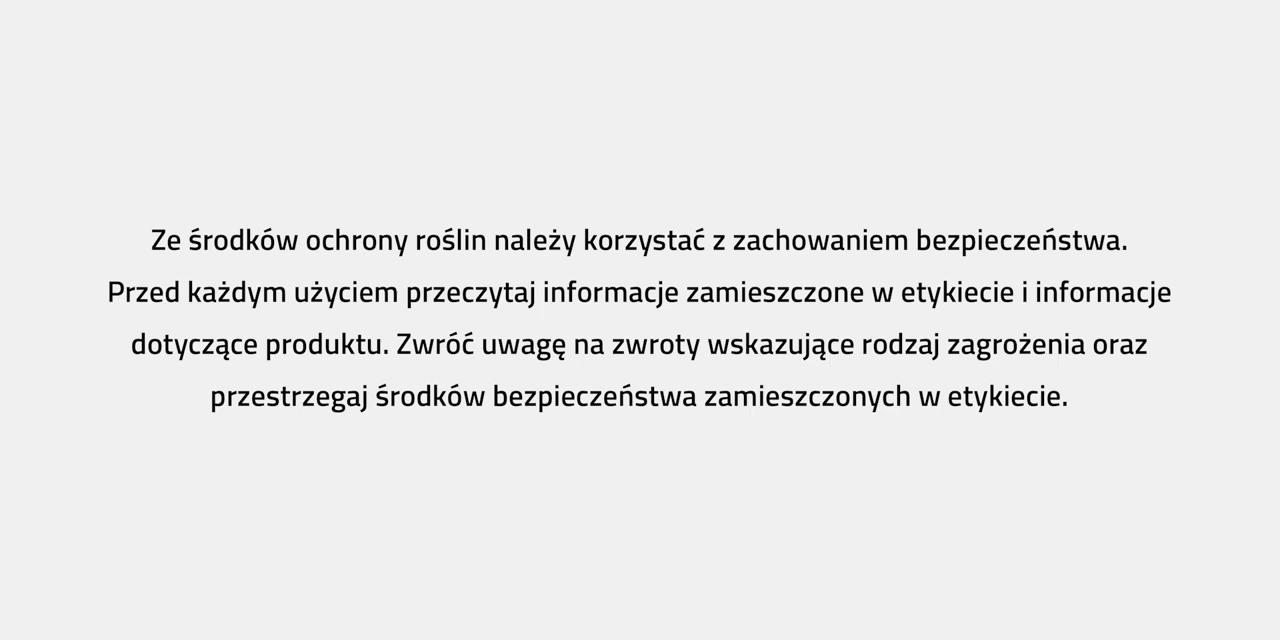 Ze środków ochrony roślin należy korzystać z zachowaniem bezpieczeństwa.
Przed każdym użyciem przeczytaj informacje zamieszczone w etykiecie i informacje
dotyczące produktu. Zwróć uwagę na zwroty wskazujące rodzaj zagrożenia oraz
przestrzegaj środków bezpieczeństwa zamieszczonych w etykiecie.